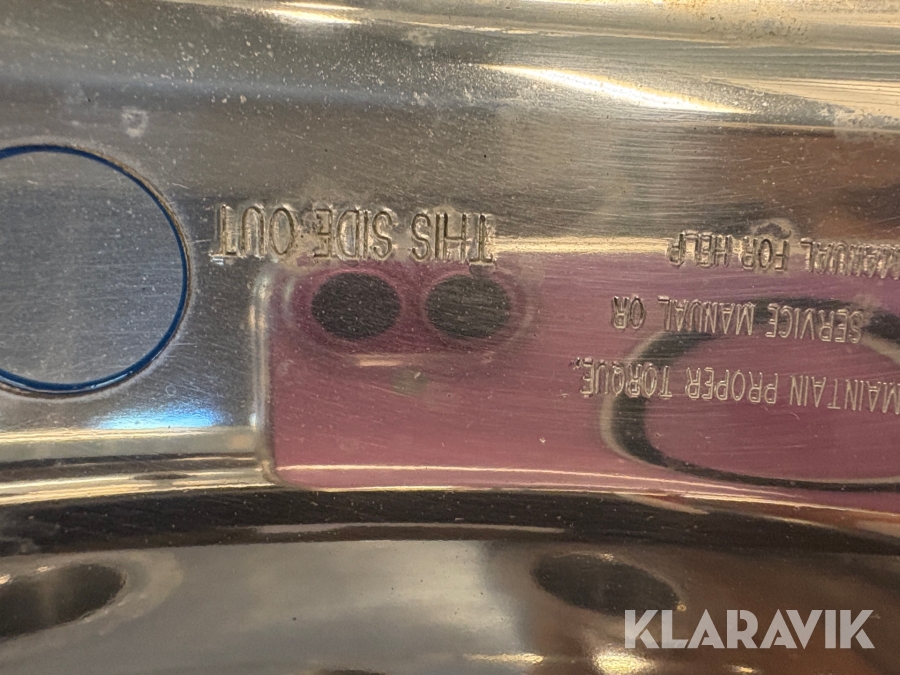 MAINTAIN PROPER TORQUE,
SERVICE MANUAL OR
MANUAL FOR HELP
THIS SIDE OUT
KLARAVIK